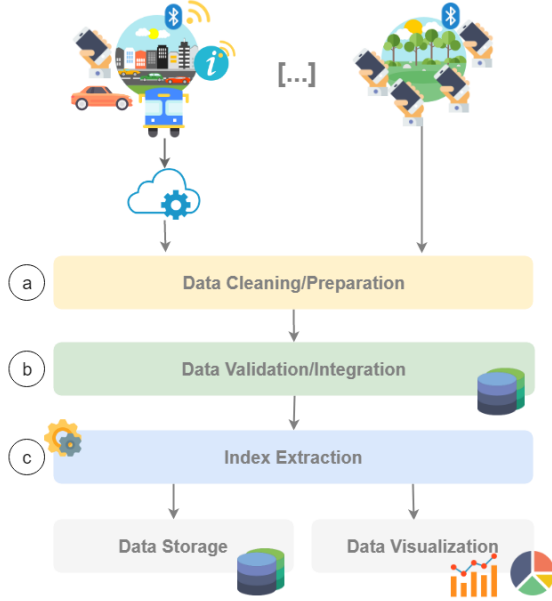 i
[...]
a
Data Cleaning/Preparation
b
Data Validation/Integration
c
Index Extraction
Data Storage
Data Visualization